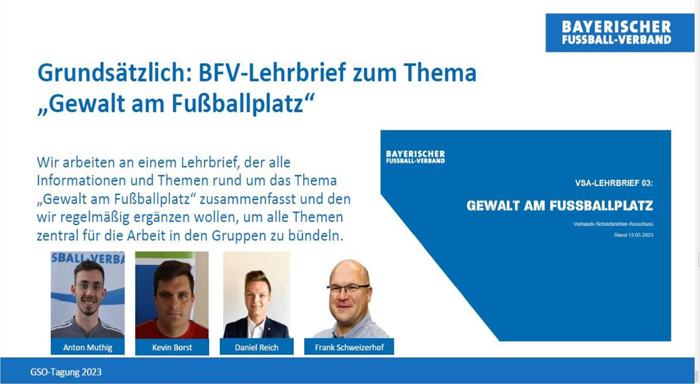 BAYERISCHER
FUSSBALL-VERBAND
Grundsätzlich: BFV-Lehrbrief zum Thema
„Gewalt am Fußballplatz“
Wir arbeiten an einem Lehrbrief, der alle
Informationen und Themen rund um das Thema
„Gewalt am Fußballplatz“ zusammenfasst und den
wir regelmäßig ergänzen wollen, um alle Themen
zentral für die Arbeit in den Gruppen zu bündeln.
BAYERISCHER
FUSSBALL-VERBAND
VSA-LEHRBRIEF 03:
GEWALT AM FUSSBALLPLATZ
Verbands-Schiedsrichter-Ausschuss
Stand 13.03.2023
SBALL-VERBA
Anton Muthig
Kevin Borst
Daniel Reich
Frank Schweizerhof
GSO-Tagung 2023